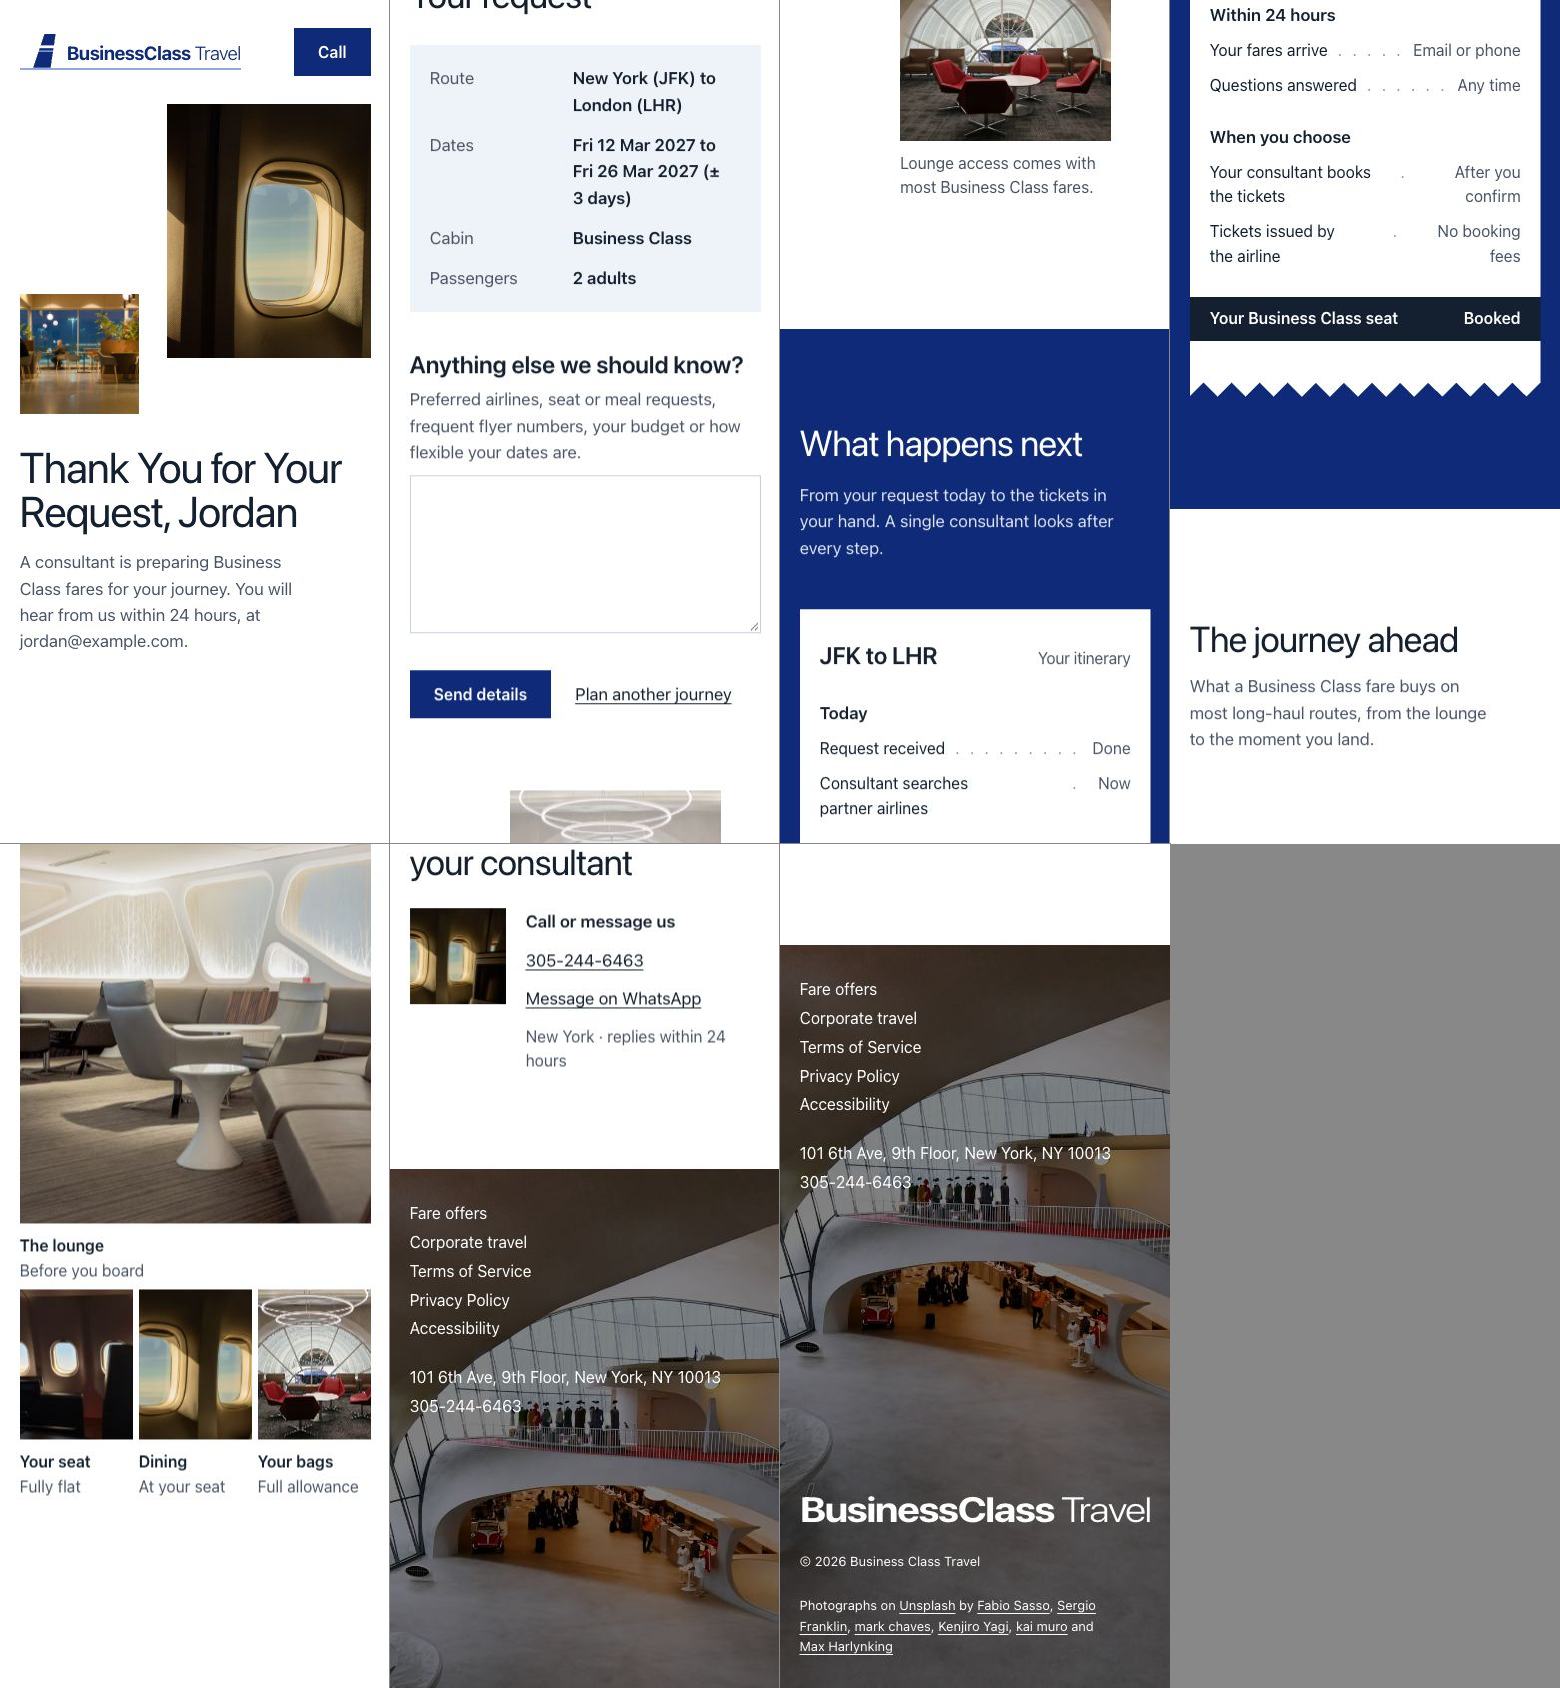 BusinessClass Travel
Call
Thank You for Your
Request, Jordan
A consultant is preparing Business
Class fares for your journey. You will
hear from us within 24 hours, at
jordan@example.com.
Your request
Route
New York (JFK) to
London (LHR)
Dates
Fri 12 Mar 2027 to
Fri 26 Mar 2027 (±
3 days)
Cabin
Business Class
Passengers
2 adults
Anything else we should know?
Preferred airlines, seat or meal requests,
frequent flyer numbers, your budget or how
flexible your dates are.
Send details
Plan another journey
Lounge access comes with
most Business Class fares.
What happens next
From your request today to the tickets in
your hand. A single consultant looks after
every step.
JFK to LHR
Your itinerary
Today
Request received . . . . . . . . . Done
Consultant searches . Now
partner airlines
Within 24 hours
Your fares arrive . . . . . Email or phone
Questions answered . . . . . . Any time
When you choose
Your consultant books . After you
the tickets confirm
Tickets issued by . No booking
the airline fees
Your Business Class seat Booked
The journey ahead
What a Business Class fare buys on
most long-haul routes, from the lounge
to the moment you land.
The lounge
Before you board
Your seat
Fully flat
Dining
At your seat
Your bags
Full allowance
your consultant
Call or message us
305-244-6463
Message on WhatsApp
New York · replies within 24
hours
Fare offers
Corporate travel
Terms of Service
Privacy Policy
Accessibility
101 6th Ave, 9th Floor, New York, NY 10013
305-244-6463
Fare offers
Corporate travel
Terms of Service
Privacy Policy
Accessibility
101 6th Ave, 9th Floor, New York, NY 10013
305-244-6463
BusinessClass Travel
© 2026 Business Class Travel
Photographs on Unsplash by Fabio Sasso, Sergio
Franklin, mark chaves, Kenjiro Yagi, kai muro and
Max Harlynking